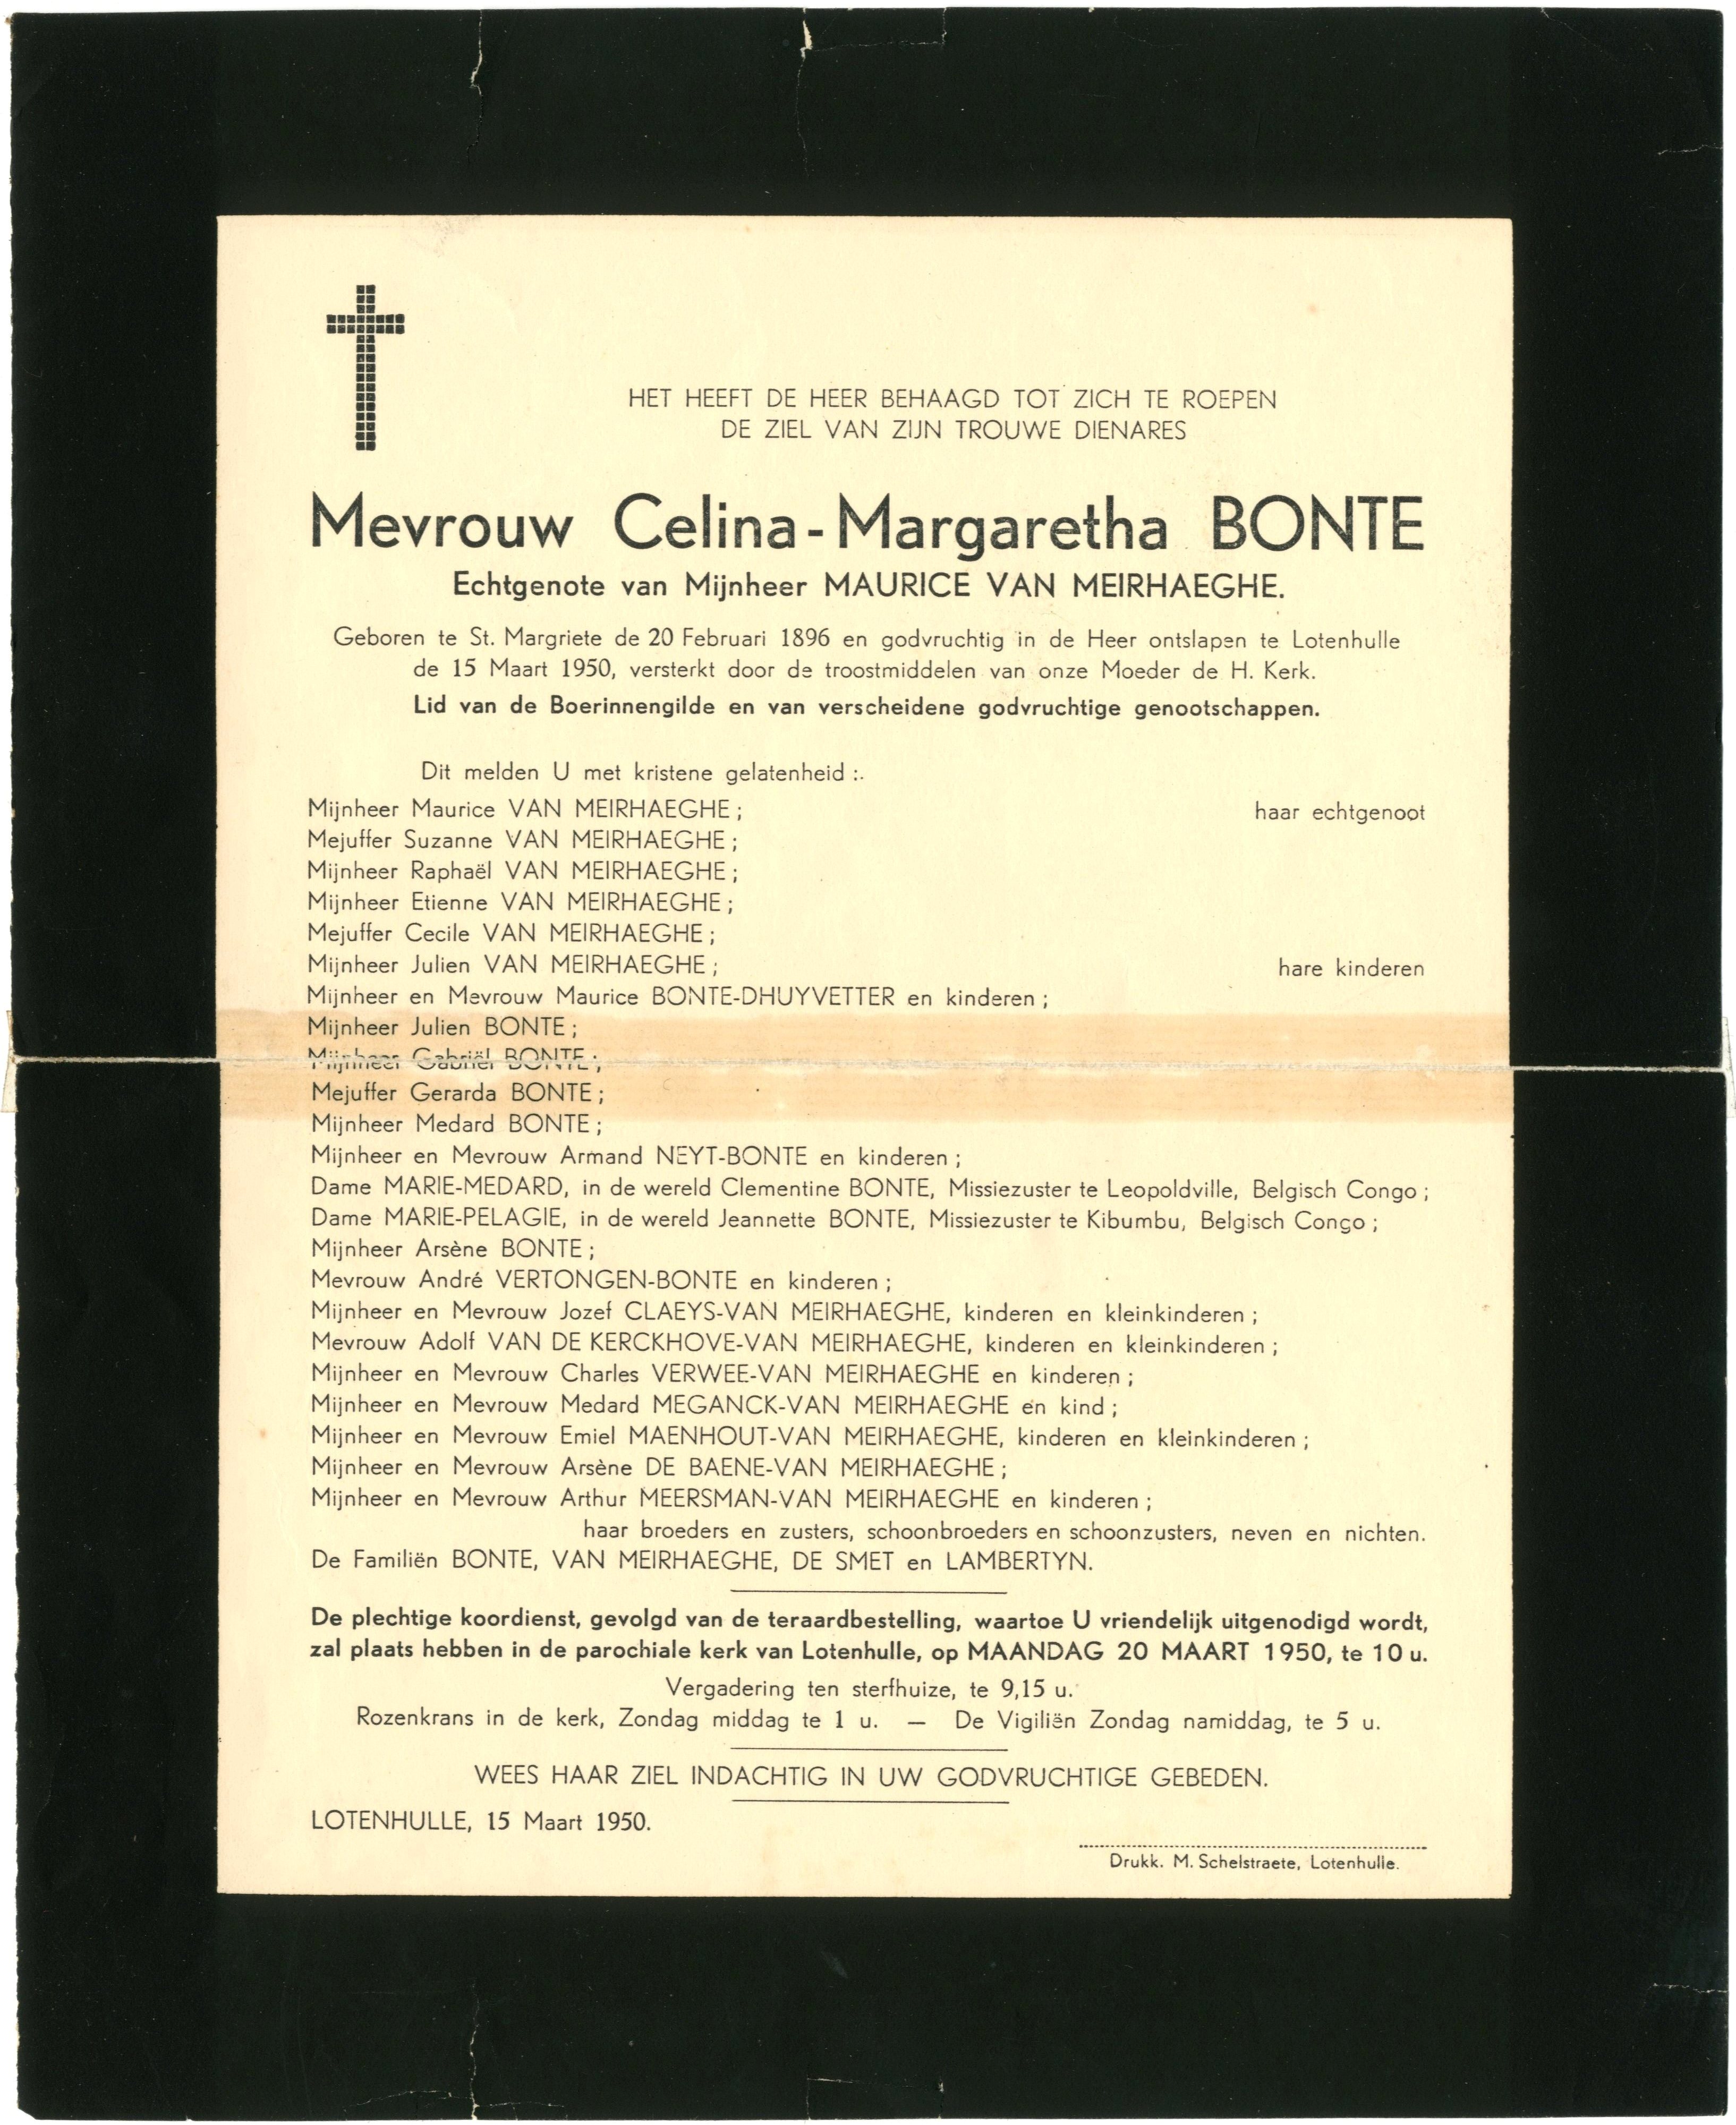 HET HEEFT DE HEER BEHAAGD TOT ZICH TE ROEPEN
DE ZIEL VAN ZIJN TROUWE DIENARES
Mevrouw Celina-Margaretha BONTE
Echtgenote van Mijnheer MAURICE VAN MEIRHAEGHE.
Geboren te St. Margriete de 20 Februari 1896 en godvruchtig in de Heer ontslapen te Lotenhulle
de 15 Maart 1950, versterkt door de troostmiddelen van onze Moeder de H. Kerk.
Lid van de Boerinnengilde en van verscheidene godvruchtige genootschappen.
Dit melden U met kristene gelatenheid :.
Mijnheer Maurice VAN MEIRHAEGHE ; haar echtgenoot
Mejuffer Suzanne VAN MEIRHAEGHE ;
Mijnheer Raphaël VAN MEIRHAEGHE ;
Mijnheer Etienne VAN MEIRHAEGHE ;
Mejuffer Cecile VAN MEIRHAEGHE ;
Mijnheer Julien VAN MEIRHAEGHE ; hare kinderen
Mijnheer en Mevrouw Maurice BONTE-DHUYVETTER en kinderen ;
Mijnheer Julien BONTE ;
Mijnheer Gabriël BONTE ;
Mejuffer Gerarda BONTE ;
Mijnheer Medard BONTE ;
Mijnheer en Mevrouw Armand NEYT-BONTE en kinderen ;
Dame MARIE-MEDARD, in de wereld Clementine BONTE, Missiezuster te Leopoldville, Belgisch Congo ;
Dame MARIE-PELAGIE, in de wereld Jeannette BONTE, Missiezuster te Kibumbu, Belgisch Congo ;
Mijnheer Arsène BONTE ;
Mevrouw André VERTONGEN-BONTE en kinderen ;
Mijnheer en Mevrouw Jozef CLAEYS-VAN MEIRHAEGHE, kinderen en kleinkinderen ;
Mevrouw Adolf VAN DE KERCKHOVE-VAN MEIRHAEGHE, kinderen en kleinkinderen ;
Mijnheer en Mevrouw Charles VERWEE-VAN MEIRHAEGHE en kinderen ;
Mijnheer en Mevrouw Medard MEGANCK-VAN MEIRHAEGHE en kind ;
Mijnheer en Mevrouw Emiel MAENHOUT-VAN MEIRHAEGHE, kinderen en kleinkinderen ;
Mijnheer en Mevrouw Arsène DE BAENE-VAN MEIRHAEGHE ;
Mijnheer en Mevrouw Arthur MEERSMAN-VAN MEIRHAEGHE en kinderen ;
haar broeders en zusters, schoonbroeders en schoonzusters, neven en nichten.
De Familiën BONTE, VAN MEIRHAEGHE, DE SMET en LAMBERTYN.
De plechtige koordienst, gevolgd van de teraardbestelling, waartoe U vriendelijk uitgenodigd wordt,
zal plaats hebben in de parochiale kerk van Lotenhulle, op MAANDAG 20 MAART 1950, te 10 u.
Vergadering ten sterfhuize, te 9,15 u.
Rozenkrans in de kerk, Zondag middag te 1 u. — De Vigiliën Zondag namiddag, te 5 u.
WEES HAAR ZIEL INDACHTIG IN UW GODVRUCHTIGE GEBEDEN.
LOTENHULLE, 15 Maart 1950.
Drukk. M. Schelstraete, Lotenhulle.